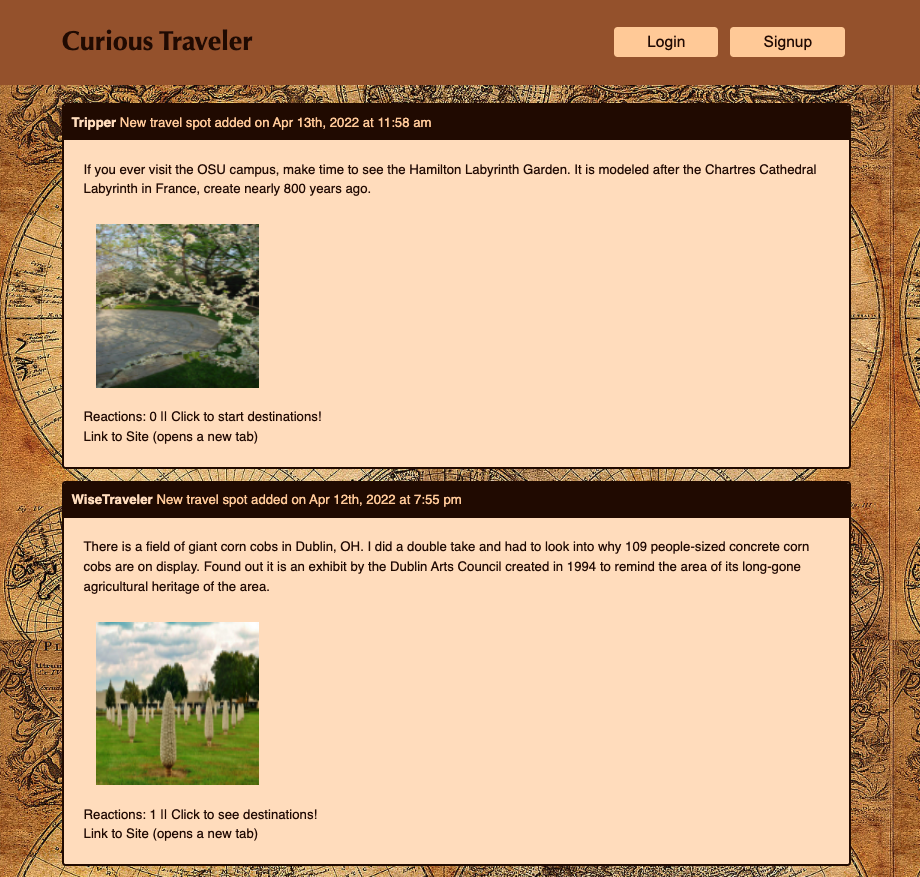 Curious Traveler
Login
Signup
Tripper New travel spot added on Apr 13th, 2022 at 11:58 am
If you ever visit the OSU campus, make time to see the Hamilton Labyrinth Garden. It is modeled after the Chartres Cathedral
Labyrinth in France, create nearly 800 years ago.
Reactions: 0 || Click to start destinations!
Link to Site (opens a new tab)
WiseTraveler New travel spot added on Apr 12th, 2022 at 7:55 pm
There is a field of giant corn cobs in Dublin, OH. I did a double take and had to look into why 109 people-sized concrete corn
cobs are on display. Found out it is an exhibit by the Dublin Arts Council created in 1994 to remind the area of its long-gone
agricultural heritage of the area.
Reactions: 1 || Click to see destinations!
Link to Site (opens a new tab)